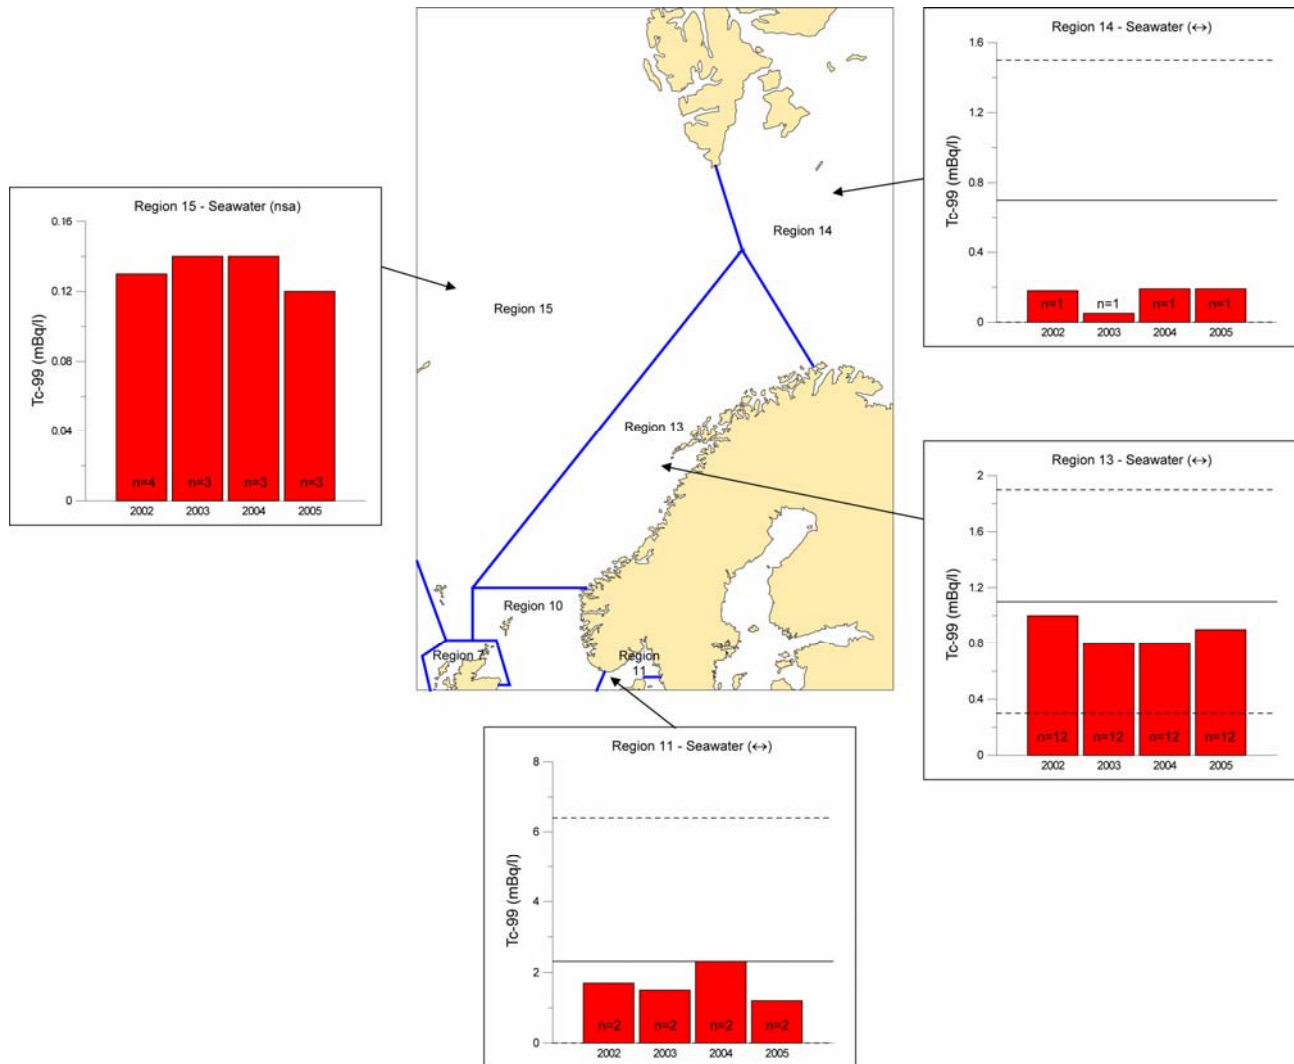 Region 14 - Seawater (↔)
Tc-99 (mBq/l)
1.6
1.2
0.8
0.4
0
n=1
n=1
n=1
n=1
2002
2003
2004
2005
Region 15 - Seawater (nsa)
Tc-99 (mBq/l)
0.16
0.12
0.08
0.04
0
n=4
n=3
n=3
n=3
2002
2003
2004
2005
Region 14
Region 15
Region 13
Region 10
Region 7
Region
11
Region 13 - Seawater (↔)
Tc-99 (mBq/l)
2
1.6
1.2
0.8
0.4
0
n=12
n=12
n=12
n=12
2002
2003
2004
2005
Region 11 - Seawater (↔)
Tc-99 (mBq/l)
8
6
4
2
0
n=2
n=2
n=2
n=2
2002
2003
2004
2005